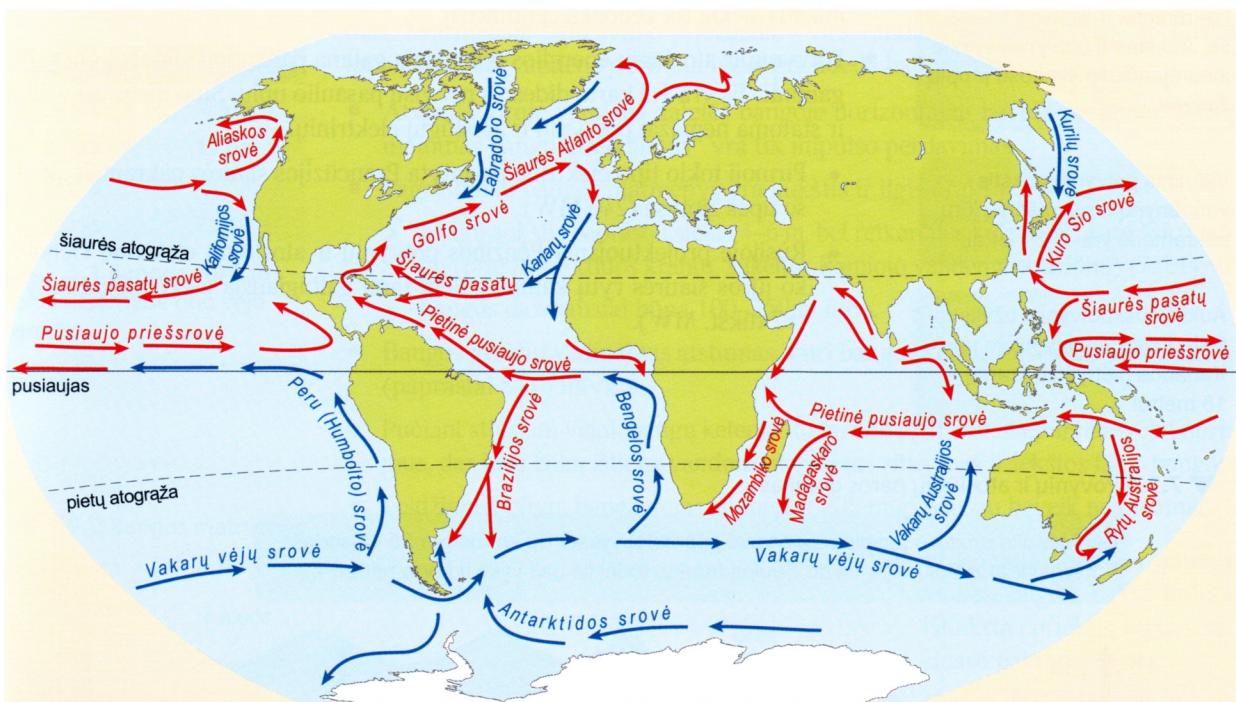 Aliaskos
srovė
Labradoro srovė
1
Šiaurės Atlanto srovė
Kurilų srovė
Kalifornijos
srovė
Golfo srovė
Kanarų srovė
Kuro Sio srovė
šiaurės atogrąža
Šiaurės pasatų srovė
Šiaurės pasatų
Šiaurės pasatų
srovė
Pusiaujo priešsrovė
Pietinė pusiaujo srovė
Pusiaujo priešsrovė
pusiaujas
Peru (Humbolto) srovė
Brazilijos srovė
Bengelos srovė
Pietinė pusiaujo srovė
Mozambiko srovė
Madagaskaro
srovė
Vakarų Australijos
srovė
Rytų Australijos
srovė
pietų atogrąža
Vakarų vėjų srovė
Vakarų vėjų srovė
Antarktidos srovė